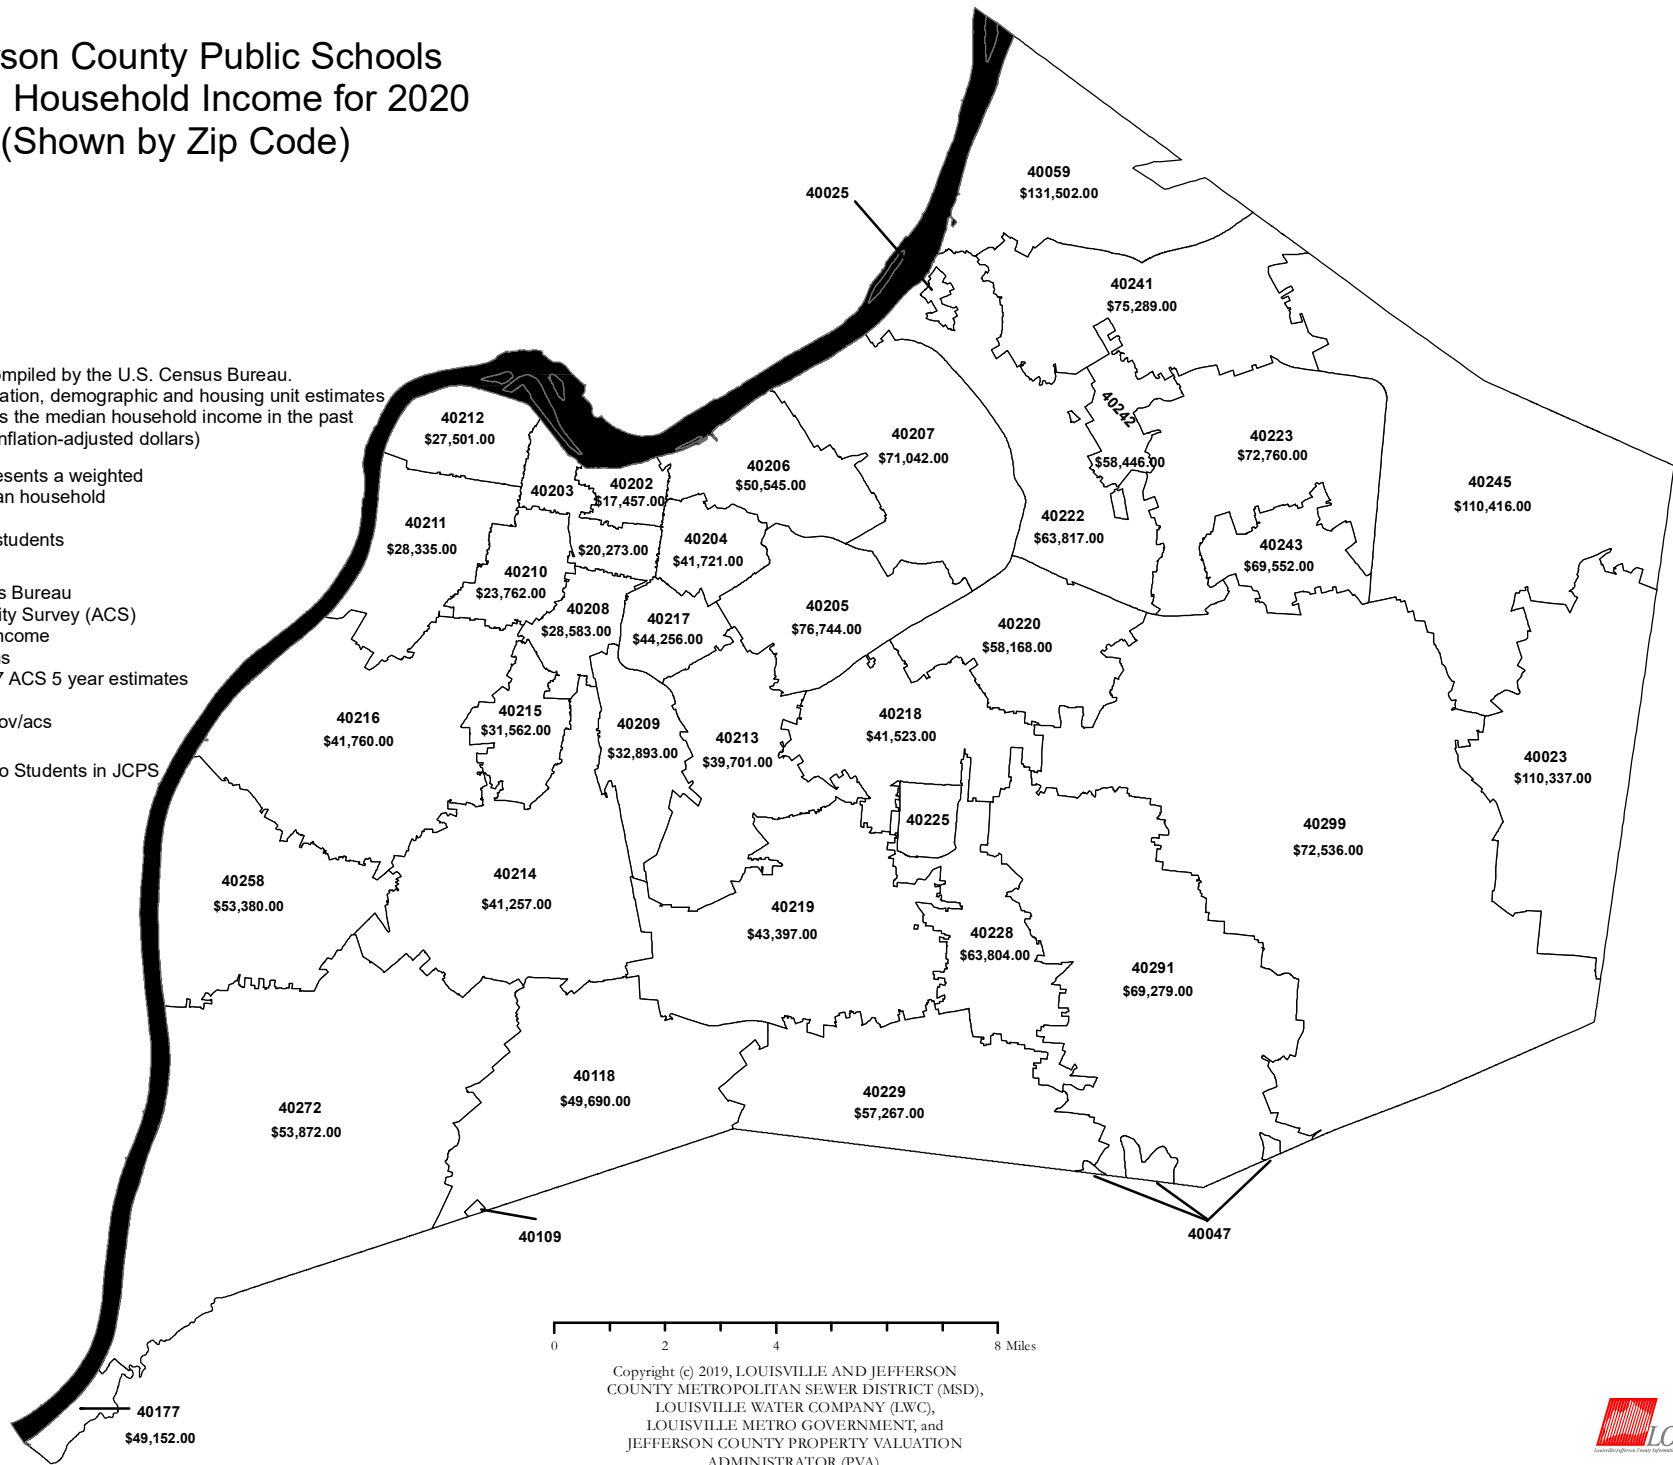 son County Public Schools
Household Income for 2020
(Shown by Zip Code)
ompiled by the U.S. Census Bureau.
ation, demographic and housing unit estimates
s the median household income in the past
nflation-adjusted dollars)
esents a weighted
an household
students
s Bureau
ity Survey (ACS)
ncome
ns
7 ACS 5 year estimates
ov/acs
o Students in JCPS
40059
$131,502.00
40025
40241
$75,289.00
40212
$27,501.00
40242
$58,446.00
40207
$71,042.00
40223
$72,760.00
40206
$50,545.00
40245
$110,416.00
40203
40202
$17,457.00
40222
$63,817.00
40211
$28,335.00
$20,273.00
40204
$41,721.00
40243
$69,552.00
40210
$23,762.00
40208
$28,583.00
40217
$44,256.00
40205
$76,744.00
40220
$58,168.00
40216
$41,760.00
40215
$31,562.00
40209
$32,893.00
40213
$39,701.00
40218
$41,523.00
40023
$110,337.00
40225
40299
$72,536.00
40258
$53,380.00
40214
$41,257.00
40219
$43,397.00
40228
$63,804.00
40291
$69,279.00
40118
$49,690.00
40229
$57,267.00
40272
$53,872.00
40109
40047
40177
$49,152.00
0 2 4 8 Miles
Copyright (c) 2019, LOUISVILLE AND JEFFERSON
COUNTY METROPOLITAN SEWER DISTRICT (MSD),
LOUISVILLE WATER COMPANY (LWC),
LOUISVILLE METRO GOVERNMENT, and
JEFFERSON COUNTY PROPERTY VALUATION
ADMINISTRATOR (PVA)
LO
Louisville/Jefferson County Informa